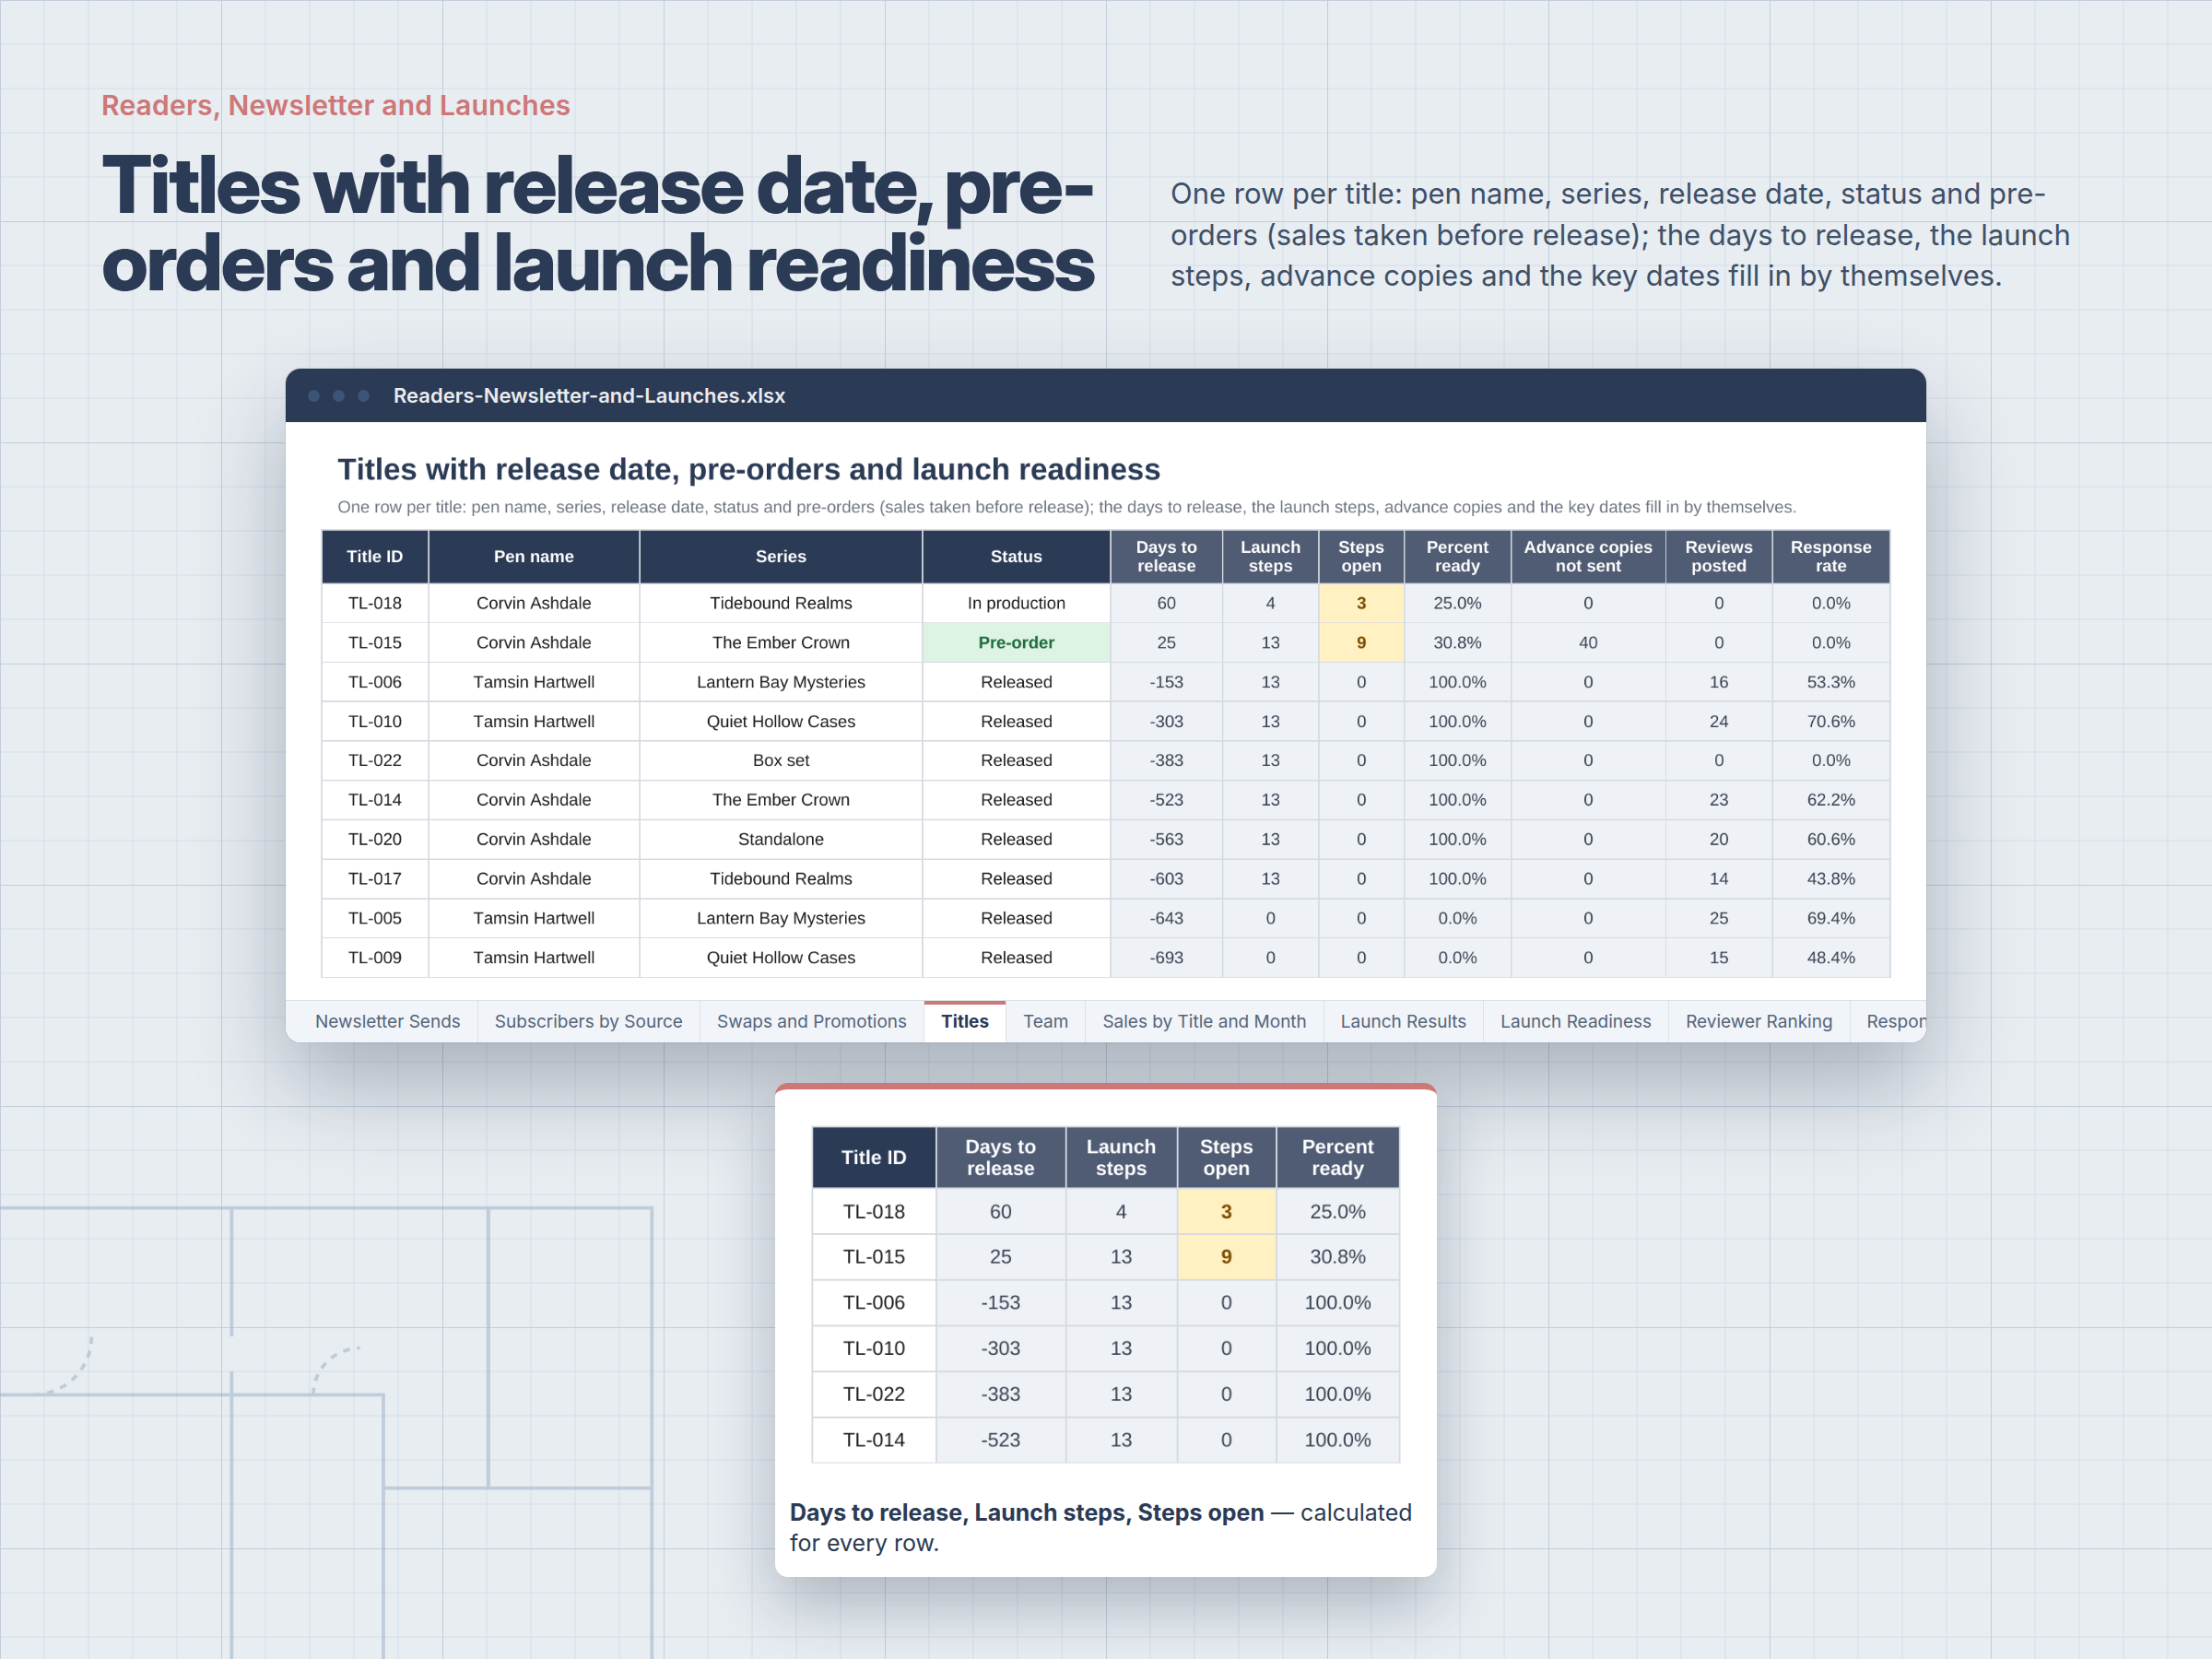 Readers, Newsletter and Launches
Titles with release date, pre-
orders and launch readiness
One row per title: pen name, series, release date, status and pre-
orders (sales taken before release); the days to release, the launch
steps, advance copies and the key dates fill in by themselves.
Readers-Newsletter-and-Launches.xlsx
Titles with release date, pre-orders and launch readiness
One row per title: pen name, series, release date, status and pre-orders (sales taken before release); the days to release, the launch steps, advance copies and the key dates fill in by themselves.
Title ID Pen name Series Status Days to release Launch steps Steps open Percent ready Advance copies not sent Reviews posted Response rate
TL-018 Corvin Ashdale Tidebound Realms In production 60 4 3 25.0% 0 0 0.0%
TL-015 Corvin Ashdale The Ember Crown Pre-order 25 13 9 30.8% 40 0 0.0%
TL-006 Tamsin Hartwell Lantern Bay Mysteries Released -153 13 0 100.0% 0 16 53.3%
TL-010 Tamsin Hartwell Quiet Hollow Cases Released -303 13 0 100.0% 0 24 70.6%
TL-022 Corvin Ashdale Box set Released -383 13 0 100.0% 0 0 0.0%
TL-014 Corvin Ashdale The Ember Crown Released -523 13 0 100.0% 0 23 62.2%
TL-020 Corvin Ashdale Standalone Released -563 13 0 100.0% 0 20 60.6%
TL-017 Corvin Ashdale Tidebound Realms Released -603 13 0 100.0% 0 14 43.8%
TL-005 Tamsin Hartwell Lantern Bay Mysteries Released -643 0 0 0.0% 0 25 69.4%
TL-009 Tamsin Hartwell Quiet Hollow Cases Released -693 0 0 0.0% 0 15 48.4%
Newsletter Sends Subscribers by Source Swaps and Promotions Titles Team Sales by Title and Month Launch Results Launch Readiness Reviewer Ranking Respon
Title ID Days to release Launch steps Steps open Percent ready
TL-018 60 4 3 25.0%
TL-015 25 13 9 30.8%
TL-006 -153 13 0 100.0%
TL-010 -303 13 0 100.0%
TL-022 -383 13 0 100.0%
TL-014 -523 13 0 100.0%
Days to release, Launch steps, Steps open — calculated
for every row.